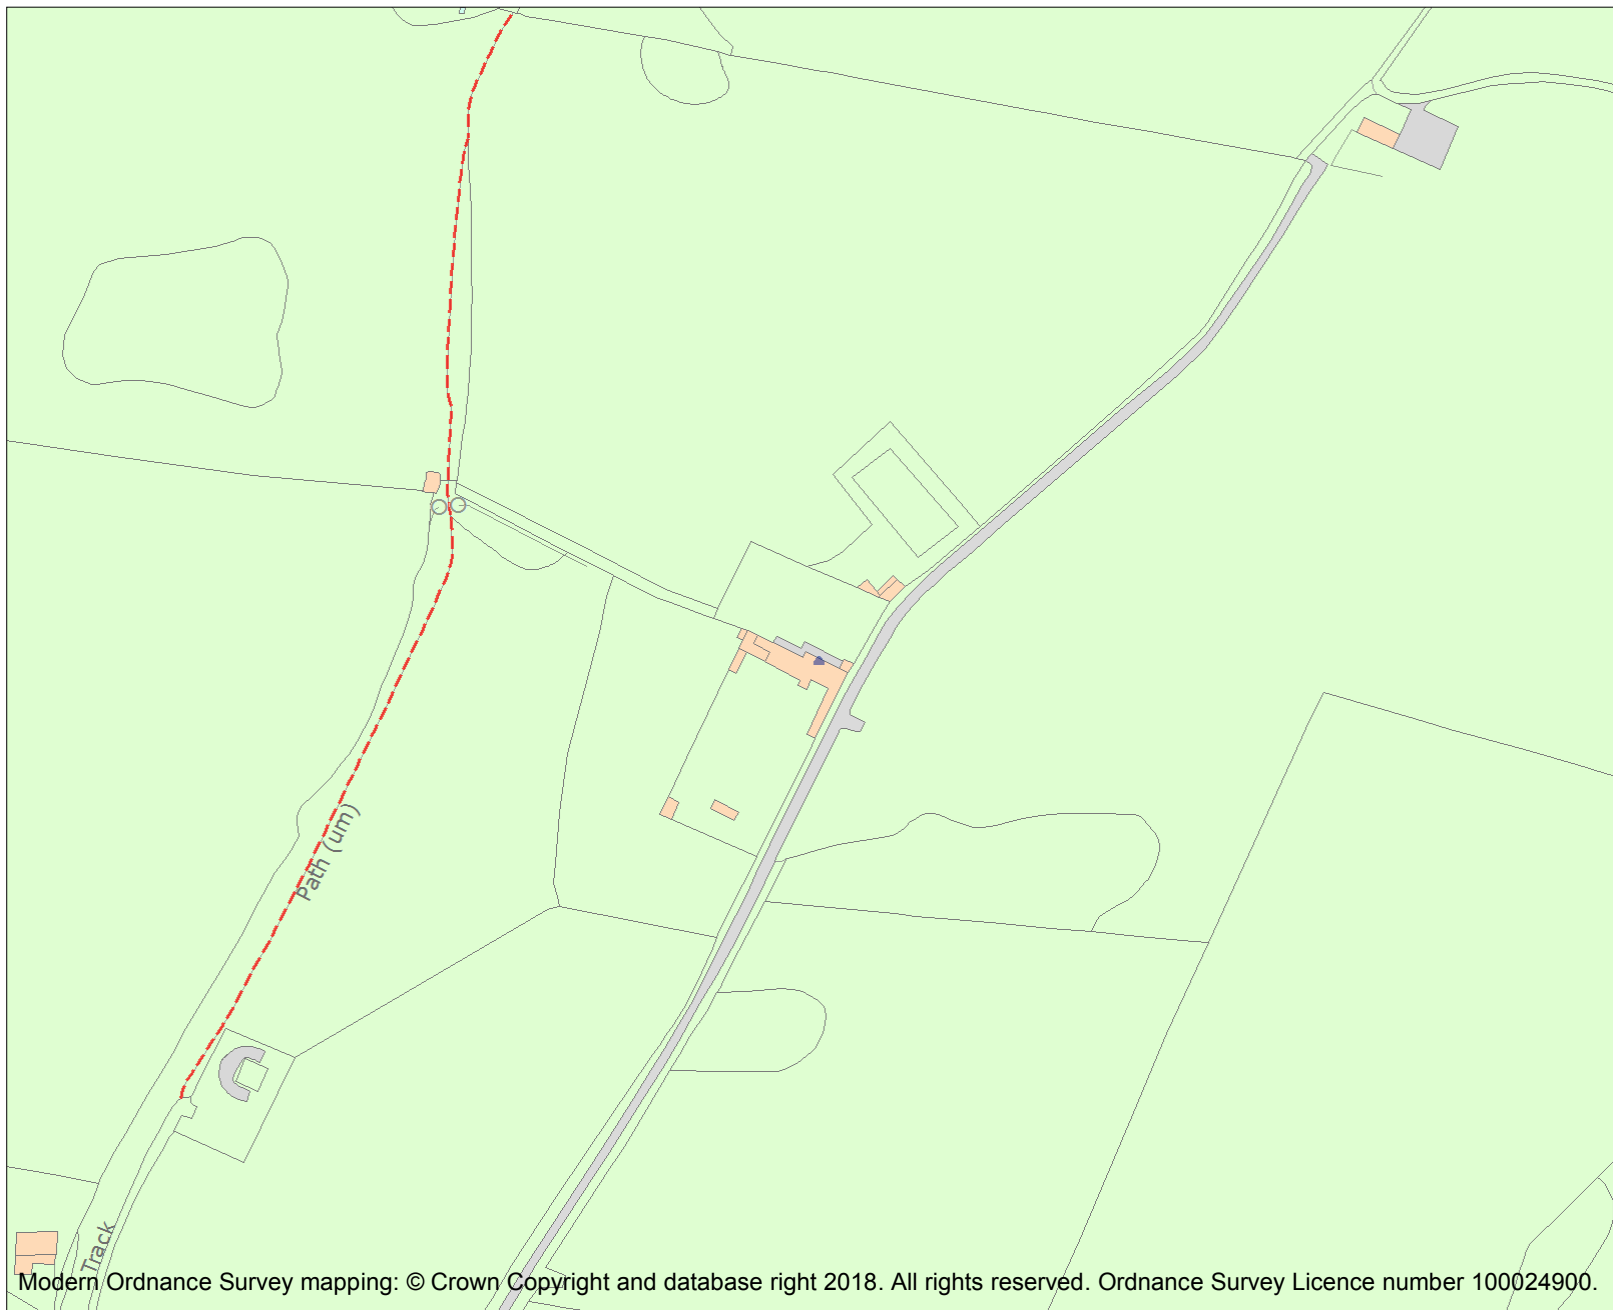 Path (um)
Track
Modern Ordnance Survey mapping: © Crown Copyright and database right 2018. All rights reserved. Ordnance Survey Licence number 100024900.